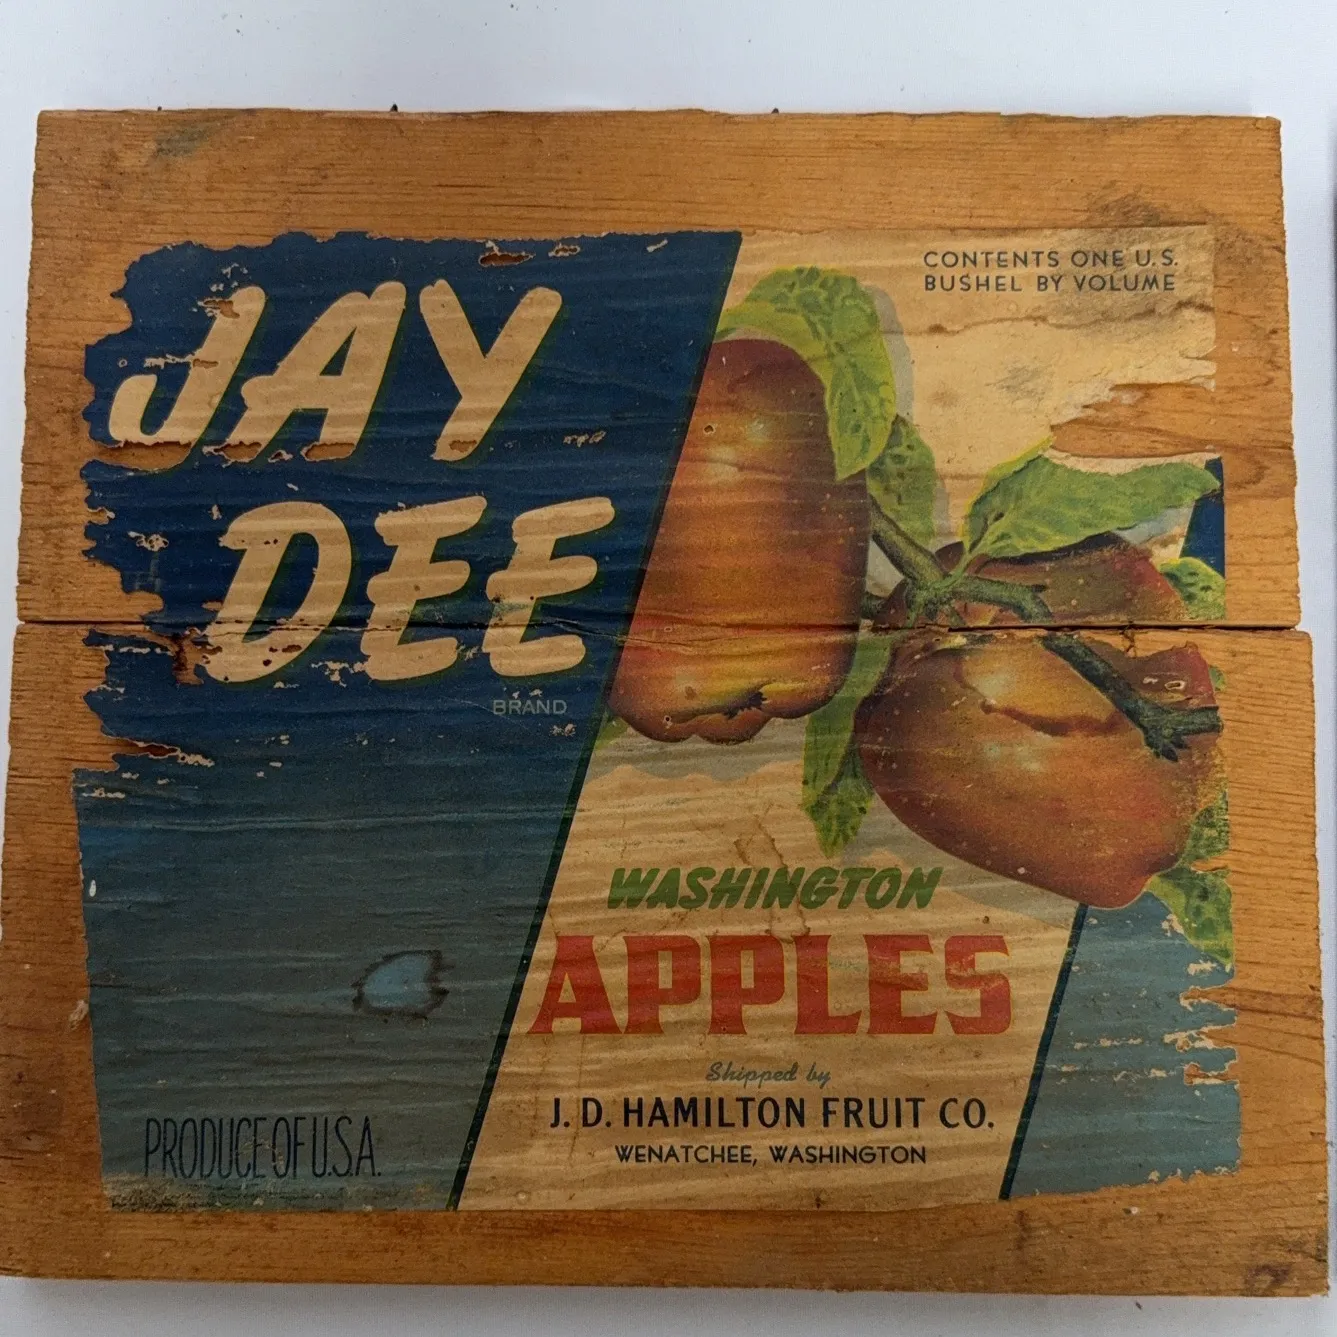 JAY
DEE
BRAND
CONTENTS ONE U.S.
BUSHEL BY VOLUME
WASHINGTON
APPLES
Shipped by
J. D. HAMILTON FRUIT CO.
WENATCHEE, WASHINGTON
PRODUCE OF U.S.A.